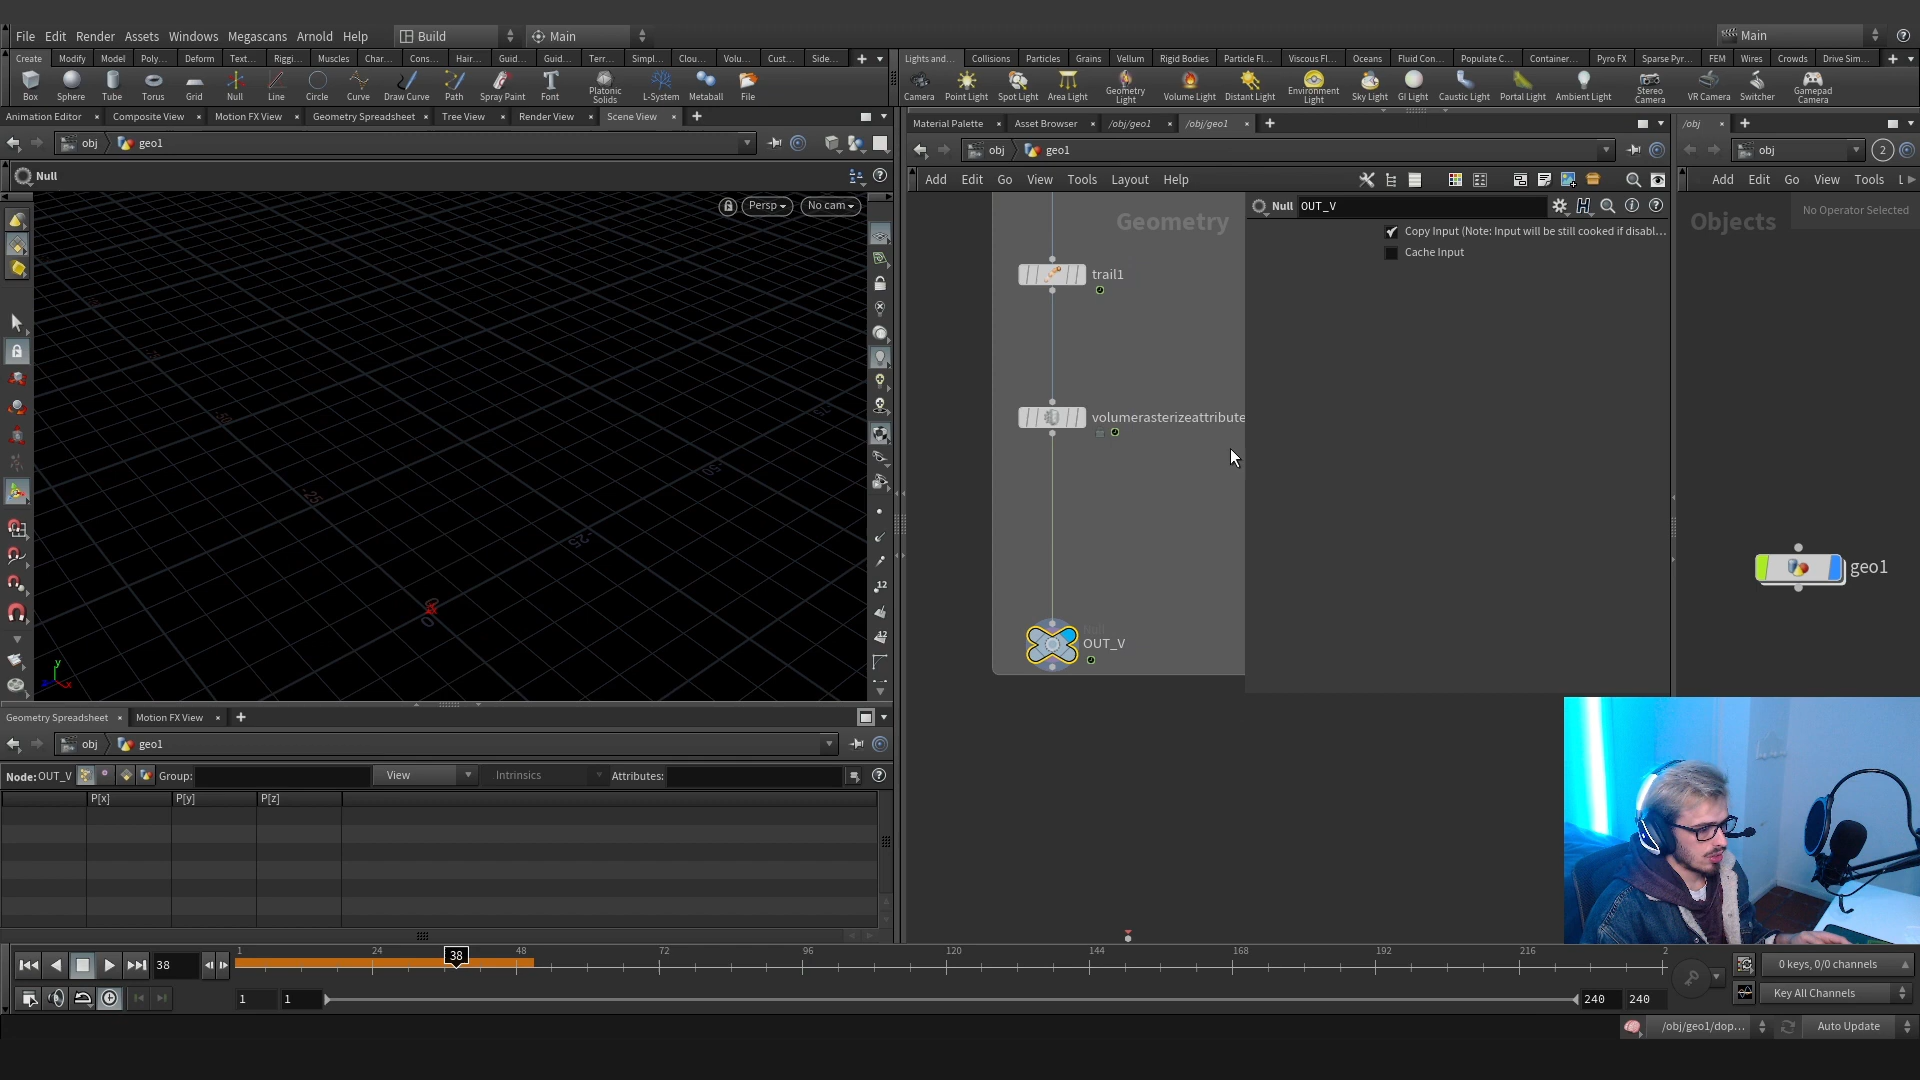 File Edit Render Assets Windows Megascans Arnold Help Build Main Main
Create Modify Model Poly... Deform Text... Riggi... Muscles Char... Cons... Hair... Guid... Guid... Terr... Simpl... Clou... Volu... Cust... Side...
Lights and... Collisions Particles Grains Vellum Rigid Bodies Particle Fl... Viscous Fl... Oceans Fluid Con... Populate C... Container... Pyro FX Sparse Pyr... FEM Wires Crowds Drive Sim...
Box Sphere Tube Torus Grid Null Line Circle Curve Draw Curve Path Spray Paint Font Platonic Solids L-System Metaball File
Camera Point Light Spot Light Area Light Geometry Light Volume Light Distant Light Environment Light Sky Light GI Light Caustic Light Portal Light Ambient Light Stereo Camera VR Camera Switcher Gamepad Camera
Animation Editor Composite View Motion FX View Geometry Spreadsheet Tree View Render View Scene View
Material Palette Asset Browser /obj/geo1 /obj/geo1 /obj
obj geo1
obj geo1
obj 2
Null
Add Edit Go View Tools Layout Help
Add Edit Go View Tools L
Persp No cam
Geometry
Null OUT_V
Objects
No Operator Selected
Copy Input (Note: Input will be still cooked if disabl...
Cache Input
trail1
volumerasterizeattribute
Null
OUT_V
geo1
-25
-25
0
12
12
y
x
Geometry Spreadsheet Motion FX View
obj geo1
Node: OUT_V Group: View Intrinsics Attributes:
P[x] P[y] P[z]
1 24 48 72 96 120 144 168 192 216 2
38
38
0 keys, 0/0 channels
1 1 240 240
Key All Channels
/obj/geo1/dop... Auto Update